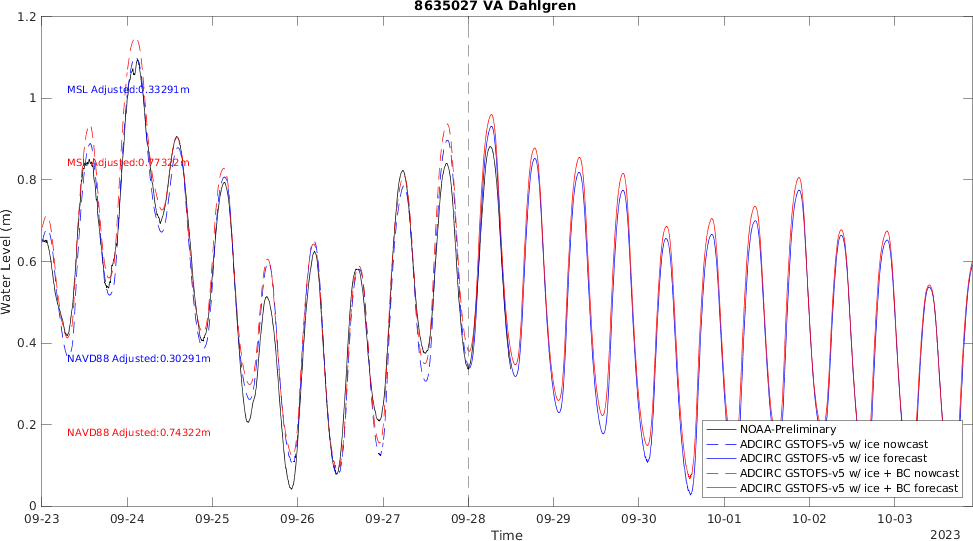 8635027 VA Dahlgren
1.2
1
0.8
0.6
0.4
0.2
0
Water Level (m)
MSL Adjusted:0.33291m
MSL Adjusted:0.77322m
NAVD88 Adjusted:0.30291m
NAVD88 Adjusted:0.74322m
NOAA-Preliminary
ADCIRC GSTOFS-v5 w/ ice nowcast
ADCIRC GSTOFS-v5 w/ ice forecast
ADCIRC GSTOFS-v5 w/ ice + BC nowcast
ADCIRC GSTOFS-v5 w/ ice + BC forecast
09-23 09-24 09-25 09-26 09-27 09-28 09-29 09-30 10-01 10-02 10-03
Time
2023